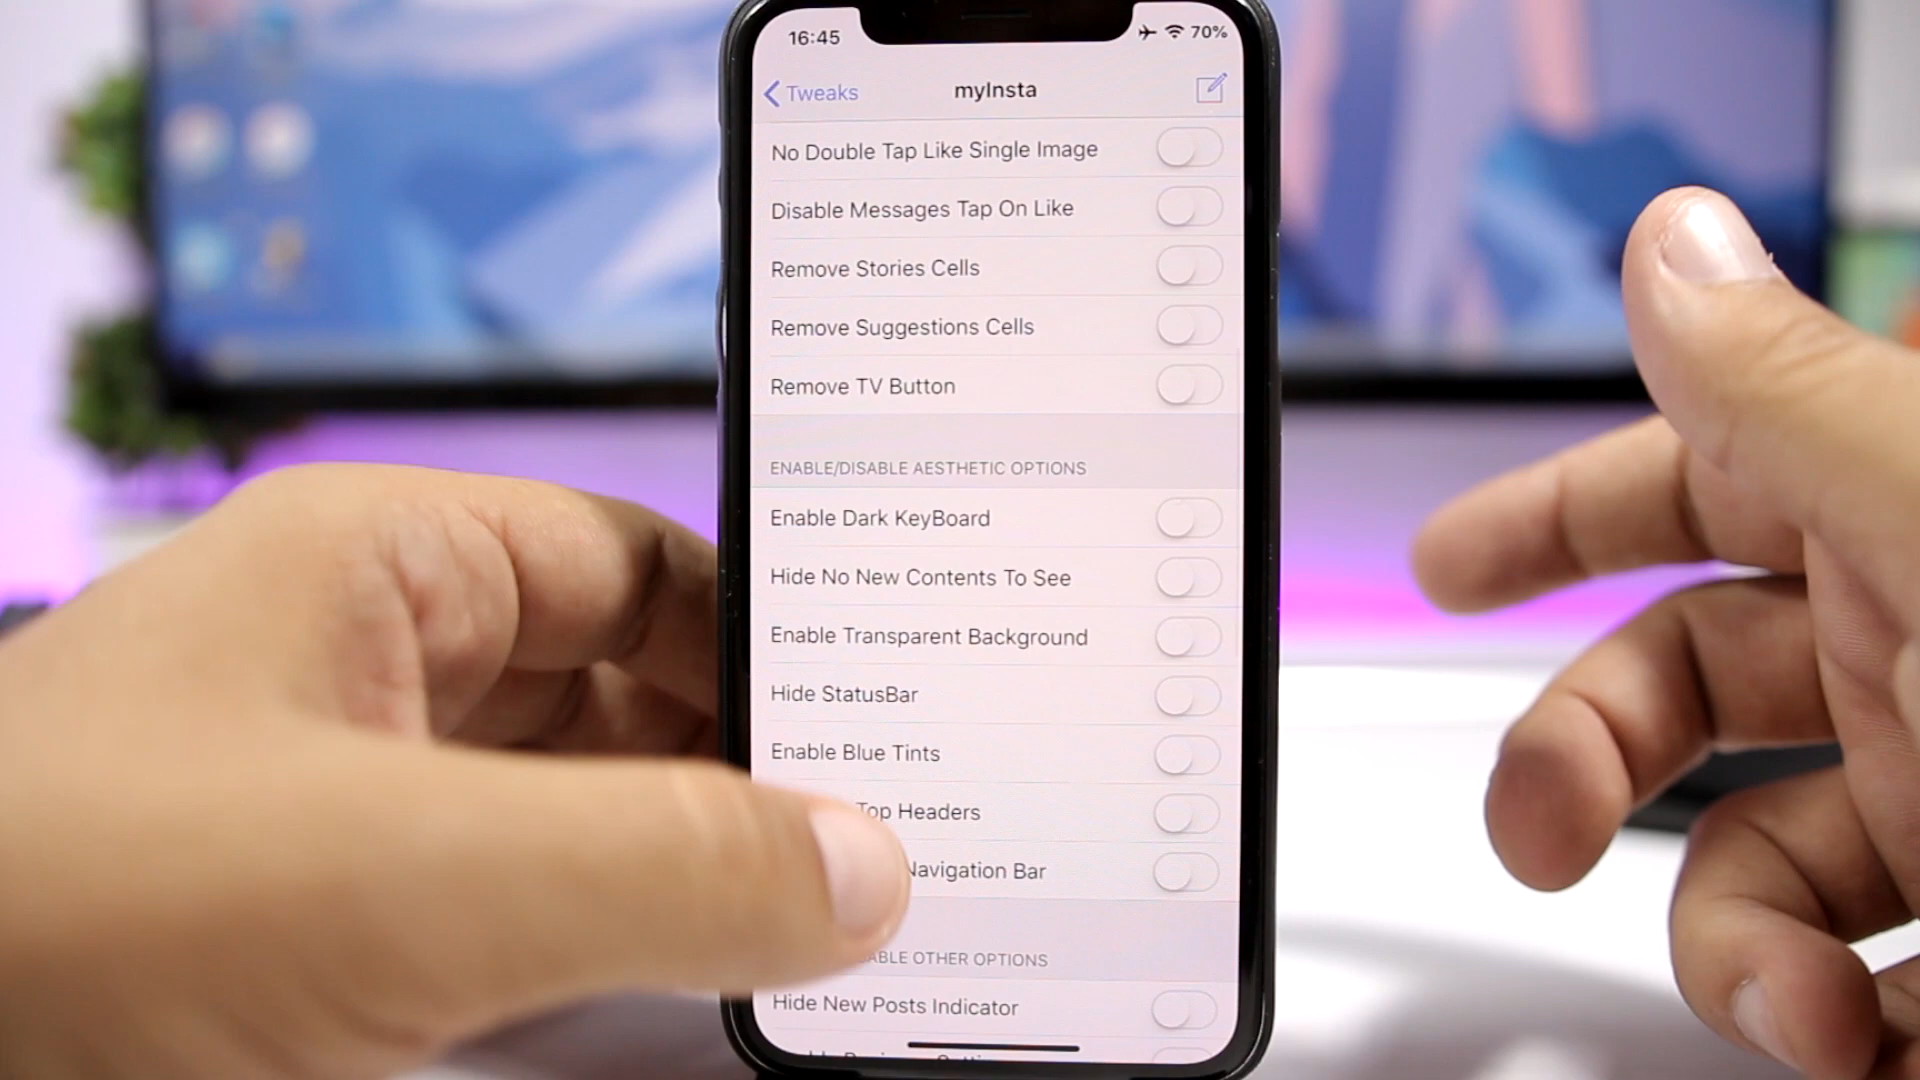 16:45
70%
Tweaks
myInsta
No Double Tap Like Single Image
Disable Messages Tap On Like
Remove Stories Cells
Remove Suggestions Cells
Remove TV Button
ENABLE/DISABLE AESTHETIC OPTIONS
Enable Dark KeyBoard
Hide No New Contents To See
Enable Transparent Background
Hide StatusBar
Enable Blue Tints
Top Headers
Navigation Bar
OTHER OPTIONS
Hide New Posts Indicator